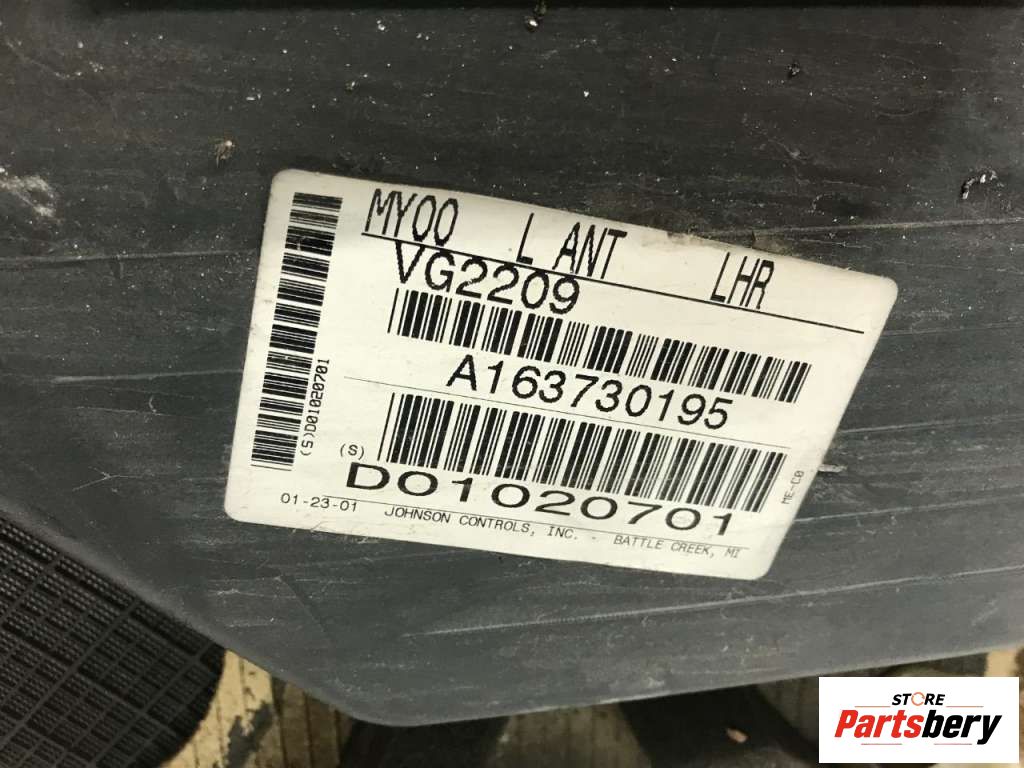 MY00 L ANT LHR
VG2209
A163730195
(S)
D01020701
(S)D01020701
ME-C0
01-23-01 JOHNSON CONTROLS, INC. - BATTLE CREEK, MI
STORE
Partsbery